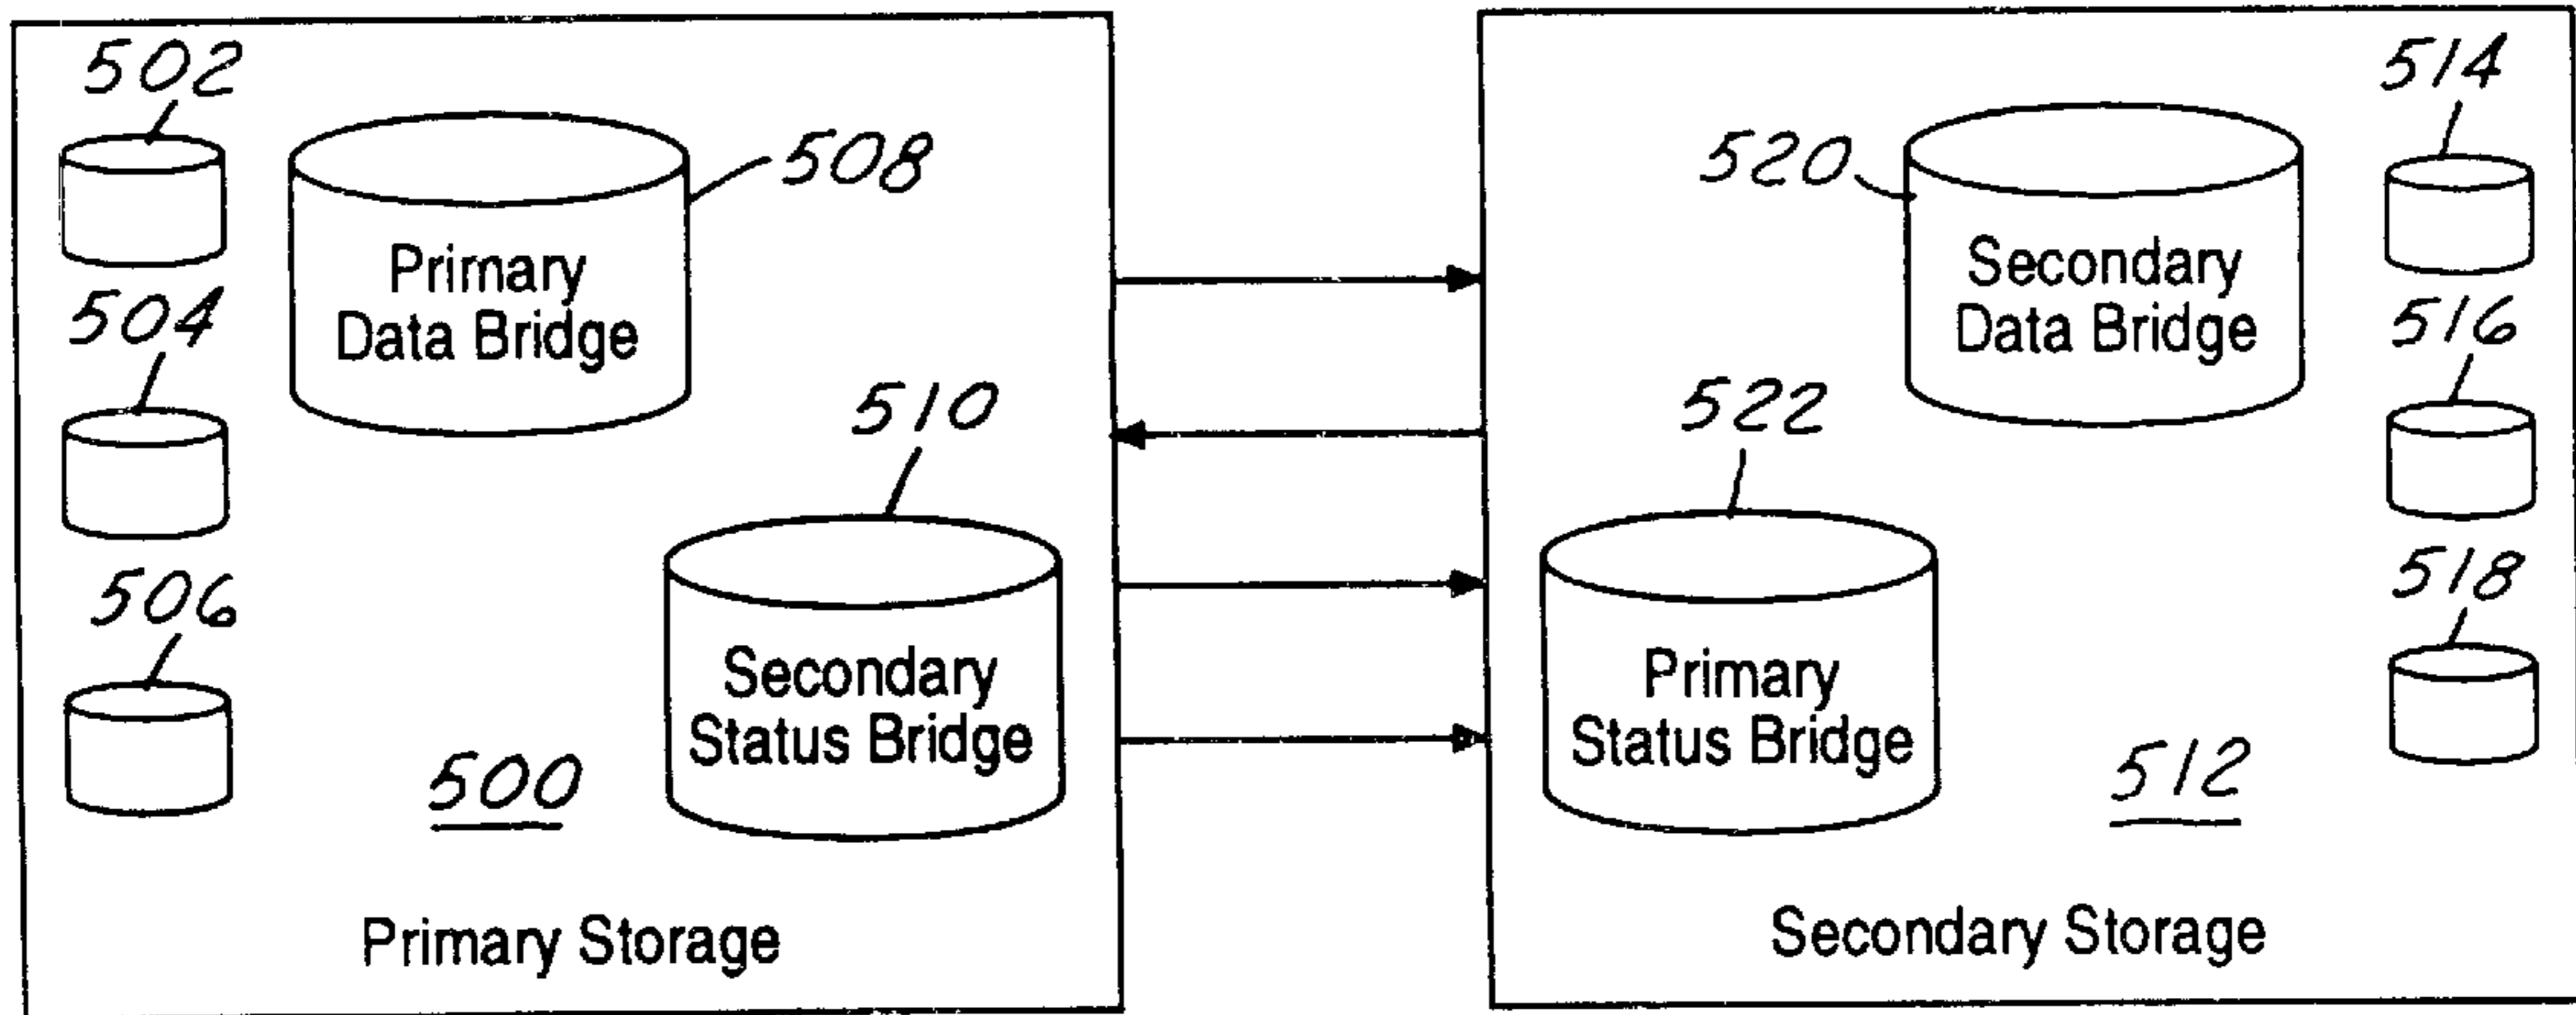 502
508
Primary
Data Bridge
504
510
506
Secondary
Status Bridge
500
Primary Storage
514
520
Secondary
Data Bridge
516
522
518
Primary
Status Bridge
512
Secondary Storage